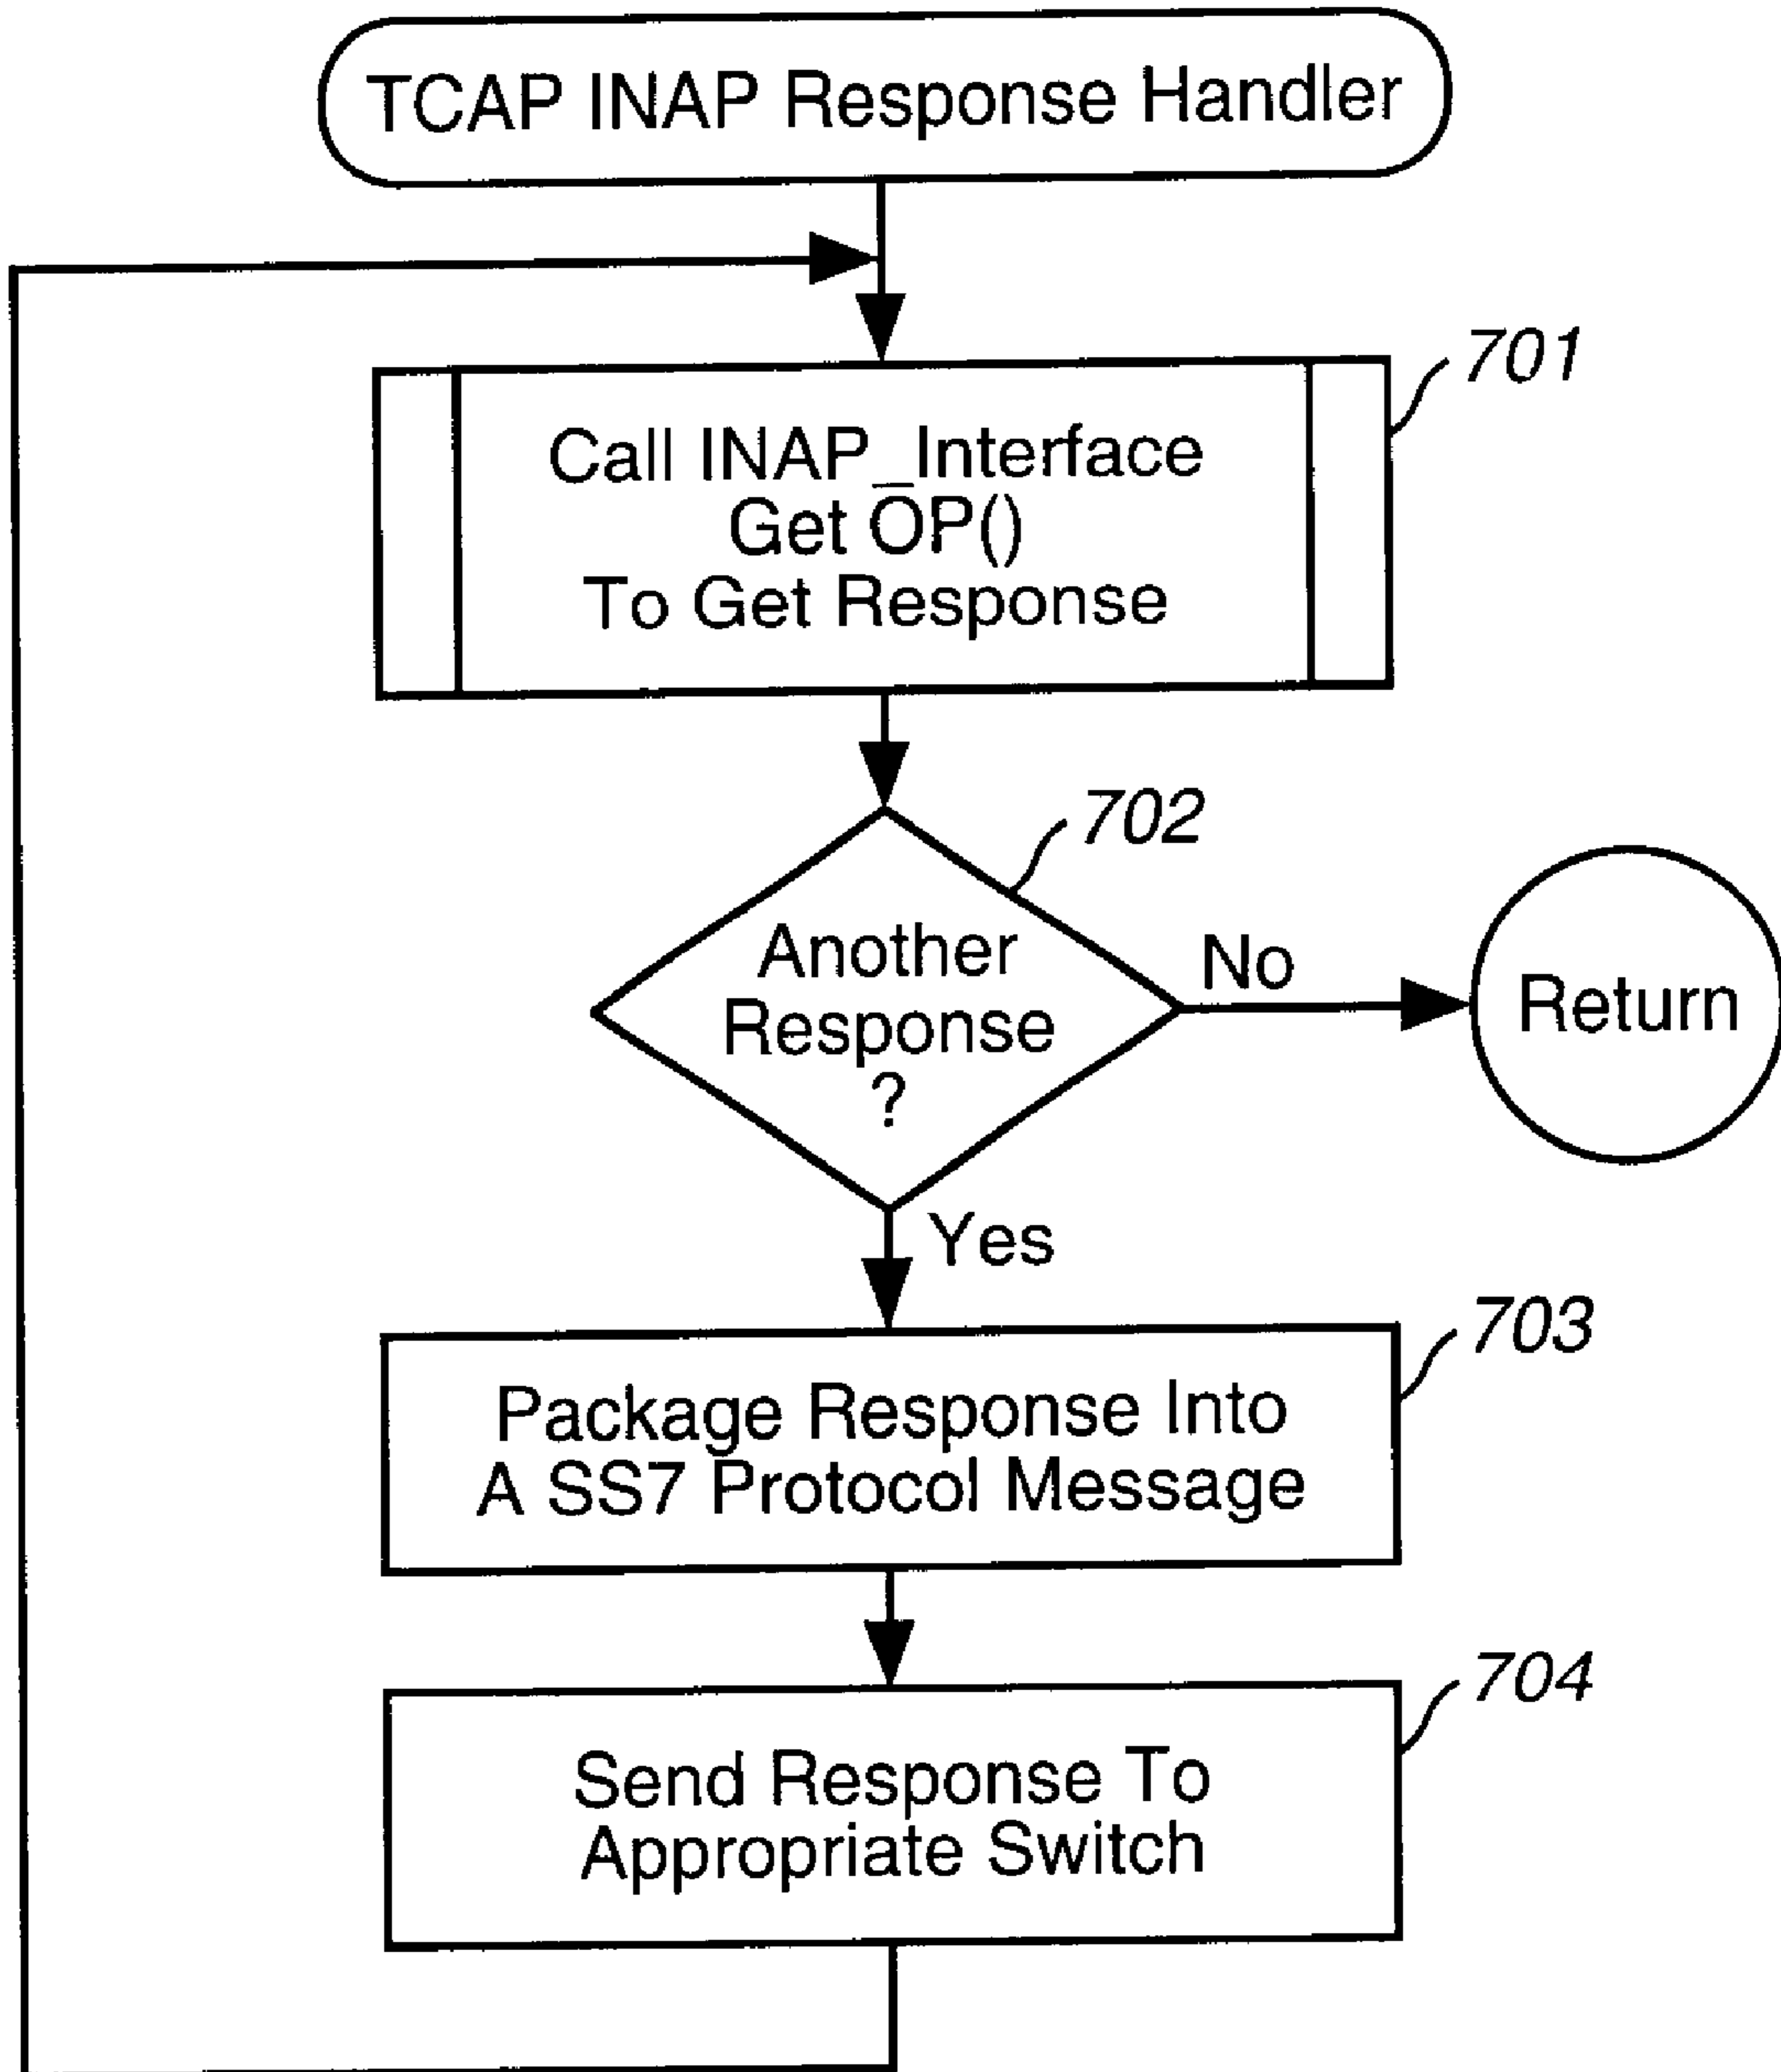 TCAP INAP Response Handler
701
Call INAP_Interface
Get OP()
To Get Response
702
Another
Response
?
No
Return
Yes
703
Package Response Into
A SS7 Protocol Message
704
Send Response To
Appropriate Switch